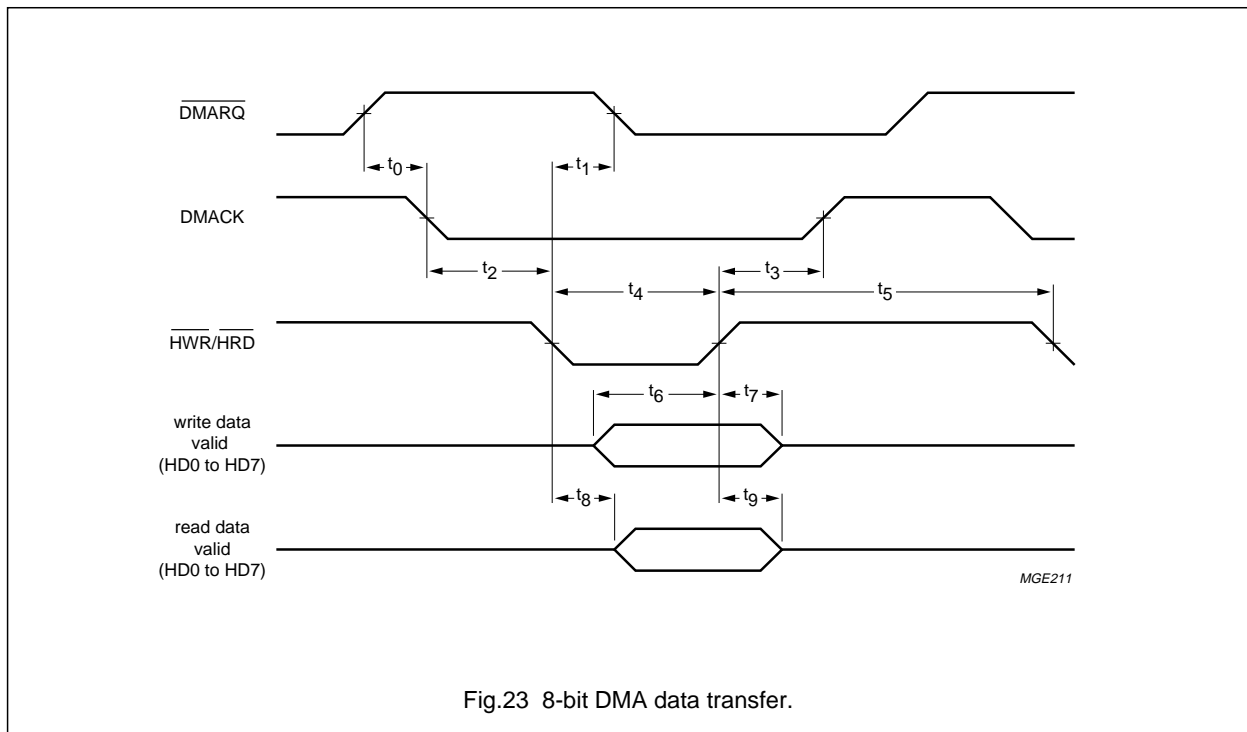 DMARQ
t0
t1
DMACK
t2
t3
t4
t5
HWR/HRD
t6
t7
write data
valid
(HD0 to HD7)
t8
t9
read data
valid
(HD0 to HD7)
MGE211
Fig.23 8-bit DMA data transfer.